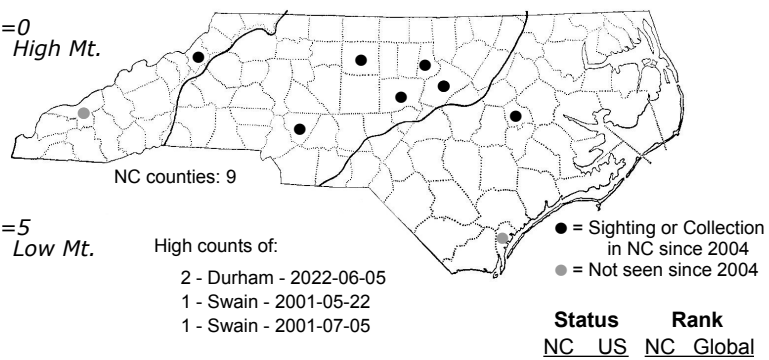 =0
High Mt.
NC counties: 9
=5
Low Mt.
High counts of:
2 - Durham - 2022-06-05
1 - Swain - 2001-05-22
1 - Swain - 2001-07-05
● = Sighting or Collection
in NC since 2004
● = Not seen since 2004
Status Rank
NC US NC Global